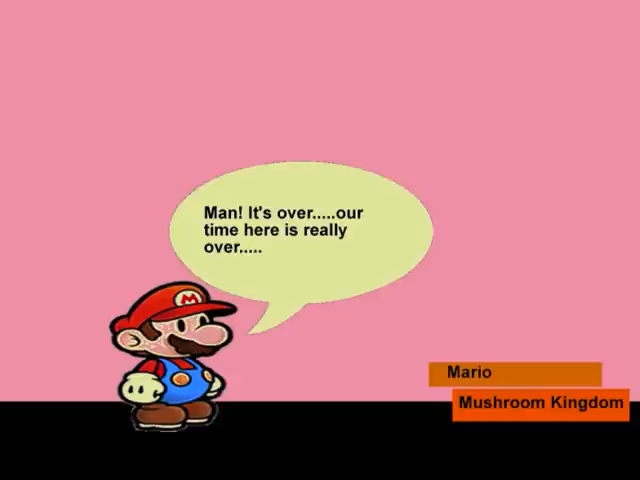 Man! It's over.....our
time here is really
over.....
M
Mario
Mushroom Kingdom